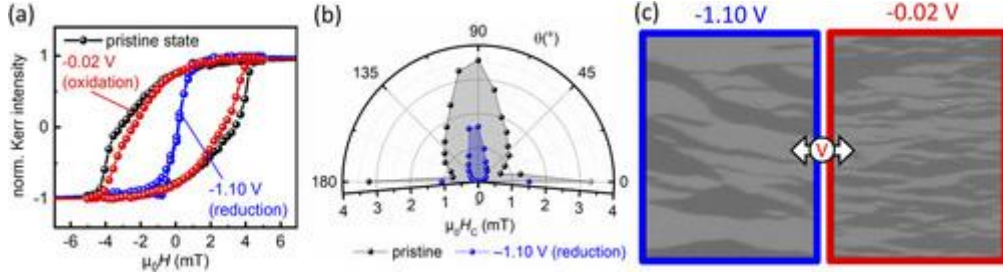 (a)
pristine state
-0.02 V
(oxidation)
-1.10 V
(reduction)
norm. Kerr intensity
1
0
-1
-6 -4 -2 0 2 4 6
μ₀H (mT)
(b)
90
θ(°)
135
45
180
0
4 3 2 1 0 1 2 3 4
μ₀H_C (mT)
pristine
−1.10 V (reduction)
(c)
-1.10 V
-0.02 V
V